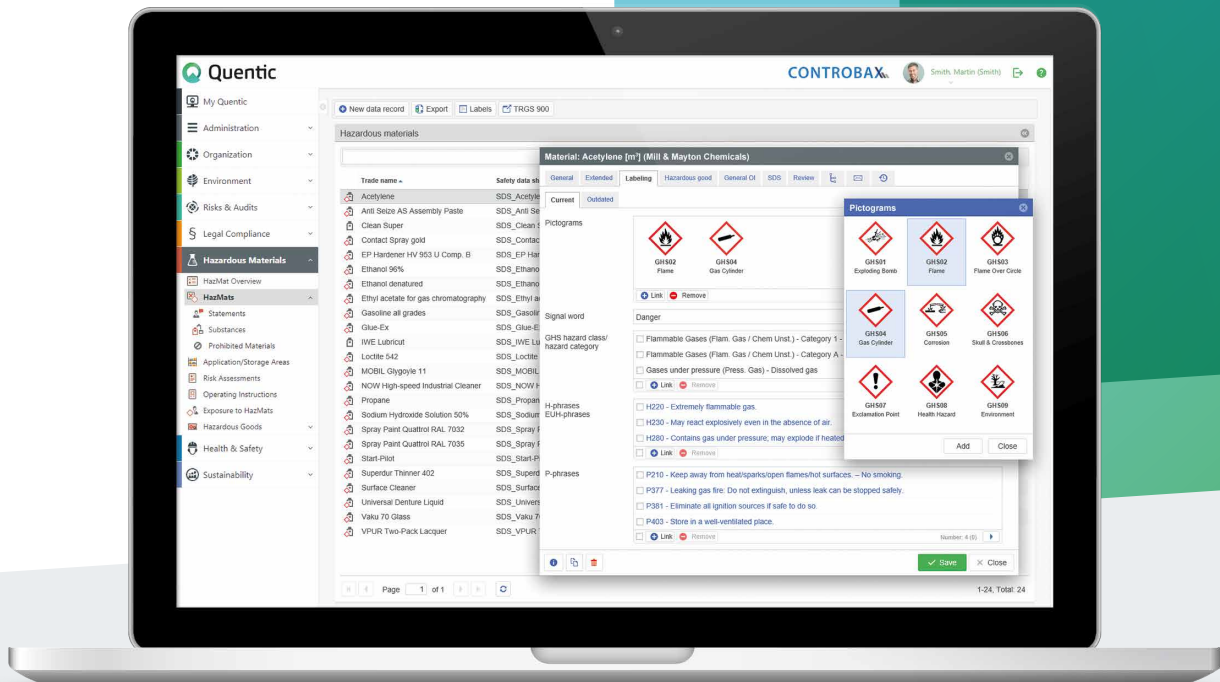 Quentic
CONTROBAX
Smith, Martin (Smith)
My Quentic
Administration
Organization
Environment
Risks & Audits
Legal Compliance
Hazardous Materials
HazMat Overview
HazMats
Statements
Substances
Prohibited Materials
Application/Storage Areas
Risk Assessments
Operating Instructions
Exposure to HazMats
Hazardous Goods
Health & Safety
Sustainability
New data record Export Labels TRGS 900
Hazardous materials
Trade name Safety data sh
Acetylene SDS_Acetyle
Anti Seize AS Assembly Paste SDS_Anti Se
Clean Super SDS_Clean S
Contact Spray gold SDS_Contac
EP Hardener HV 953 U Comp. B SDS_EP Har
Ethanol 96% SDS_Ethano
Ethanol denatured SDS_Ethano
Ethyl acetate for gas chromatography SDS_Ethyl a
Gasoline all grades SDS_Gasolin
Glue-Ex SDS_Glue-E
IWE Lubricut SDS_IWE Lu
Loctite 542 SDS_Loctite
MOBIL Glygoyle 11 SDS_MOBIL
NOW High-speed Industrial Cleaner SDS_NOW H
Propane SDS_Propan
Sodium Hydroxide Solution 50% SDS_Sodium
Spray Paint Quattrol RAL 7032 SDS_Spray P
Spray Paint Quattrol RAL 7035 SDS_Spray P
Start-Pilot SDS_Start-P
Superdur Thinner 402 SDS_Superd
Surface Cleaner SDS_Surface
Universal Denture Liquid SDS_Univers
Vaku 70 Glass SDS_Vaku 7
VPUR Two-Pack Lacquer SDS_VPUR
Page 1 of 1
1-24, Total: 24
Material: Acetylene [m³] (Mill & Mayton Chemicals)
General Extended Labeling Hazardous good General OI SDS Review
Current Outdated
Pictograms
GHS02 GHS04
Flame Gas Cylinder
Link Remove
Signal word Danger
GHS hazard class/
hazard category
Flammable Gases (Flam. Gas / Chem Unst.) - Category 1 -
Flammable Gases (Flam. Gas / Chem Unst.) - Category A -
Gases under pressure (Press. Gas) - Dissolved gas
Link Remove
H-phrases
EUH-phrases
H220 - Extremely flammable gas.
H230 - May react explosively even in the absence of air.
H280 - Contains gas under pressure; may explode if heated
Link Remove
P-phrases
P210 - Keep away from heat/sparks/open flames/hot surfaces. – No smoking.
P377 - Leaking gas fire: Do not extinguish, unless leak can be stopped safely.
P381 - Eliminate all ignition sources if safe to do so.
P403 - Store in a well-ventilated place.
Link Remove
Number: 4 (0)
Save Close
Pictograms
GHS01 GHS02 GHS03
Exploding Bomb Flame Flame Over Circle
GHS04 GHS05 GHS06
Gas Cylinder Corrosion Skull & Crossbones
GHS07 GHS08 GHS09
Exclamation Point Health Hazard Environment
Add Close